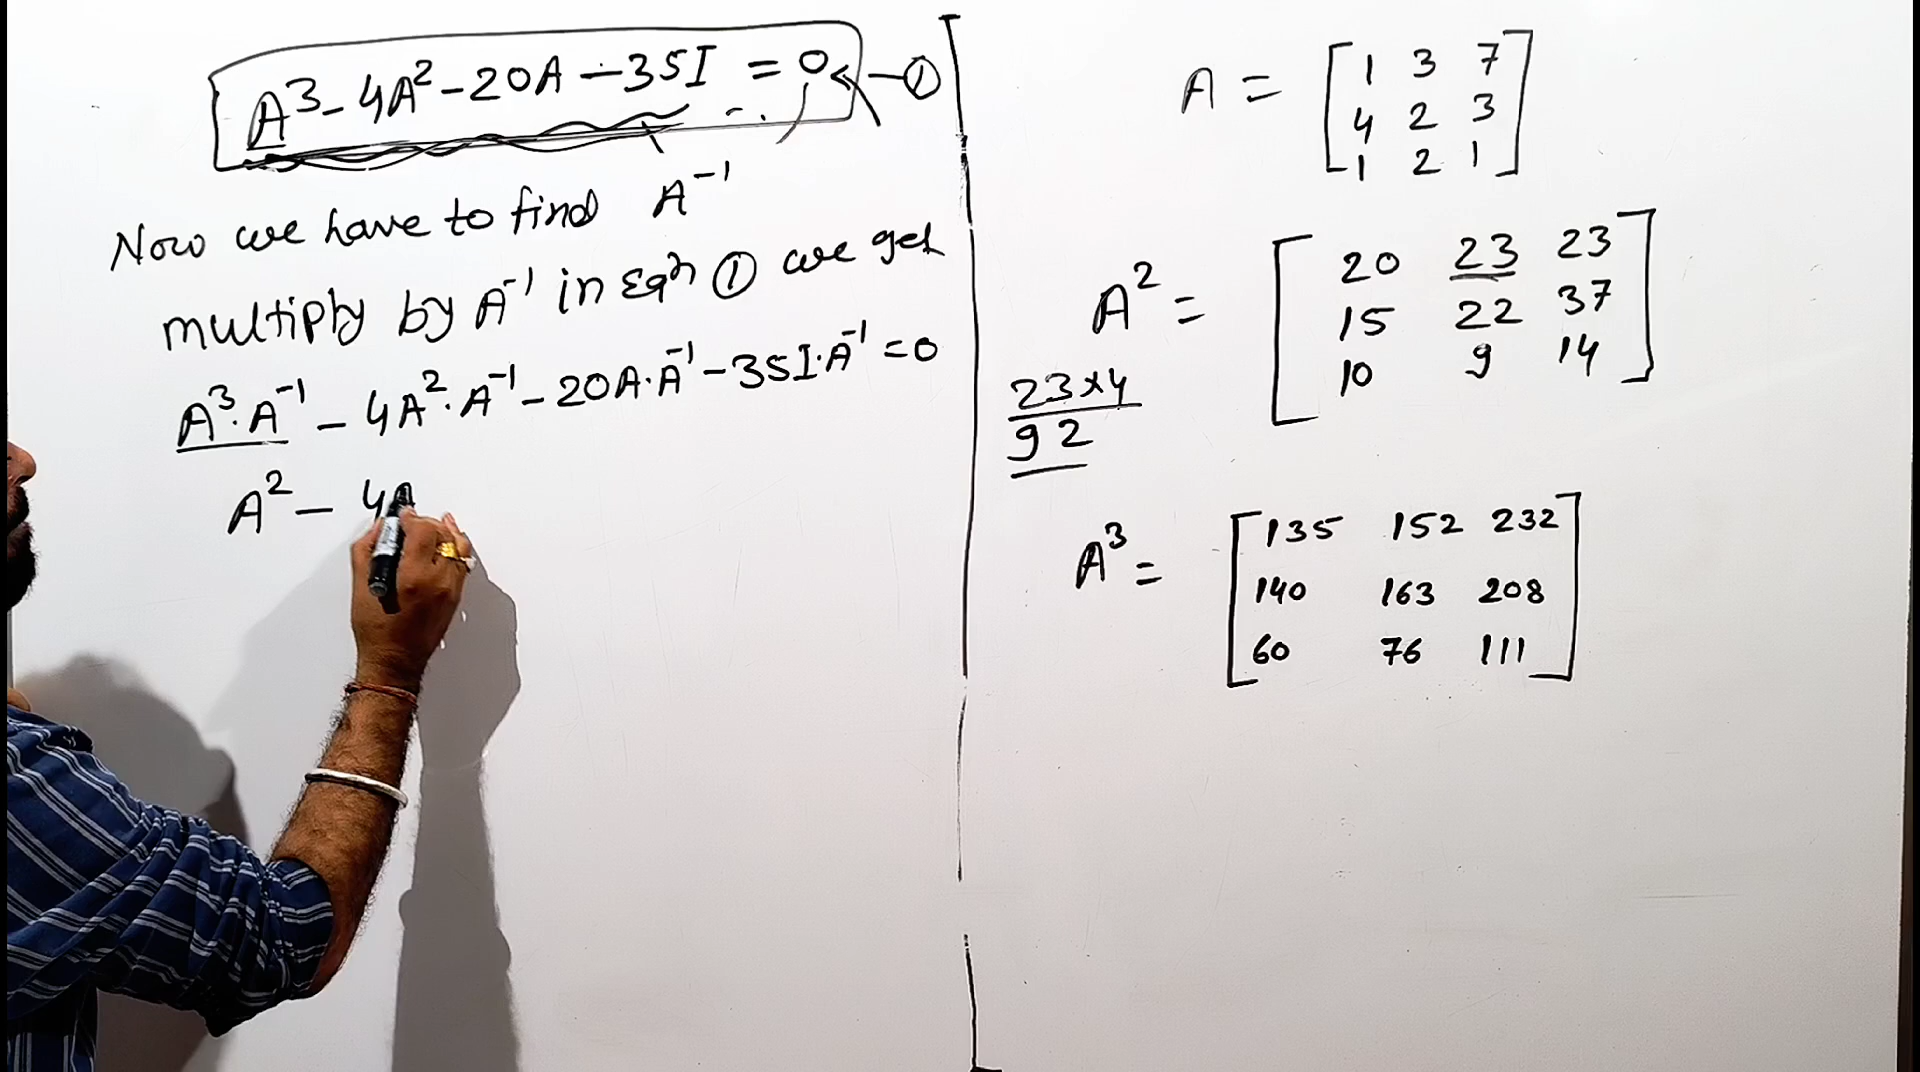 A³ - 4A² - 20A - 35I = 0 ← ①
Now we have to find A⁻¹
multiply by A⁻¹ in Eqn ① we get
A³·A⁻¹ - 4A²·A⁻¹ - 20A·A⁻¹ - 35I·A⁻¹ = 0
A² - 4A
A = [1 3 7
4 2 3
1 2 1]
A² = [20 23 23
15 22 37
10 9 14]
23×4
92
A³ = [135 152 232
140 163 208
60 76 111]